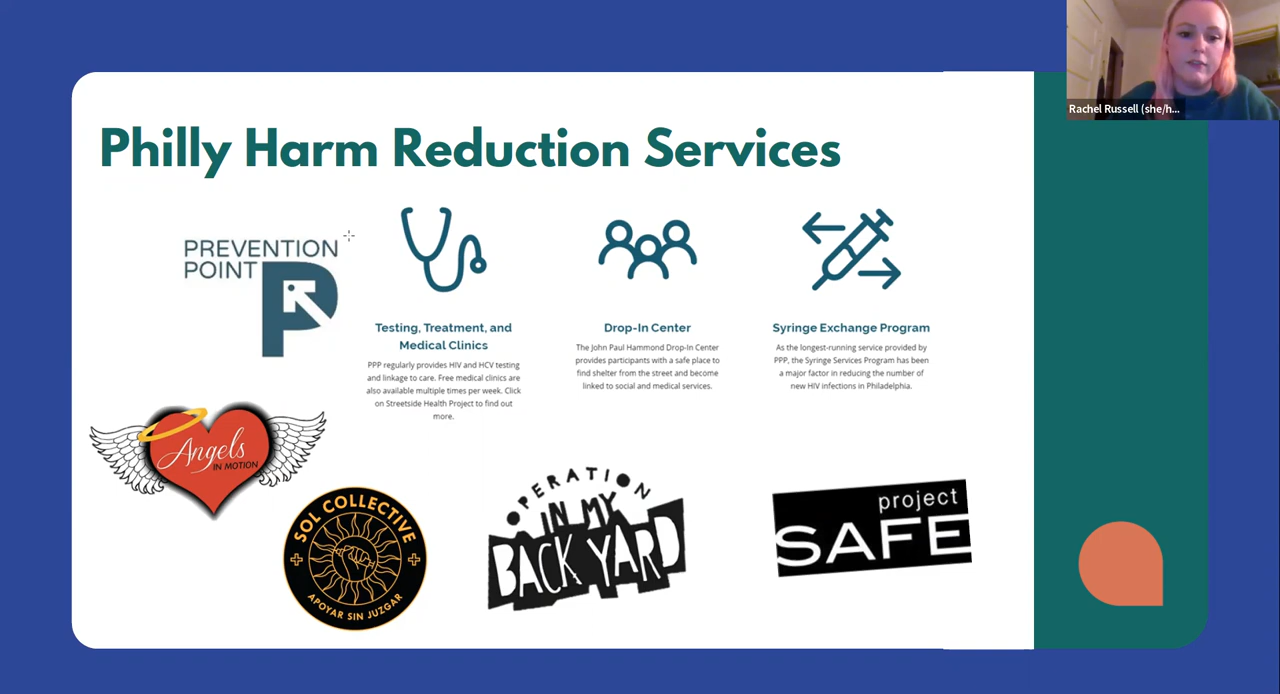 Rachel Russell (she/h...
Philly Harm Reduction Services
PREVENTION
POINT
P
Testing, Treatment, and
Medical Clinics
PPP regularly provides HIV and HCV testing
and linkage to care. Free medical clinics are
also available multiple times per week. Click
on Streetside Health Project to find out
more.
Drop-In Center
The John Paul Hammond Drop-In Center
provides participants with a safe place to
find shelter from the street and become
linked to social and medical services.
Syringe Exchange Program
As the longest-running service provided by
PPP, the Syringe Services Program has been
a major factor in reducing the number of
new HIV infections in Philadelphia.
Angels
IN MOTION
SOL COLLECTIVE
APOYAR SIN JUZGAR
OPERATION
IN MY
BACK YARD
project
SAFE